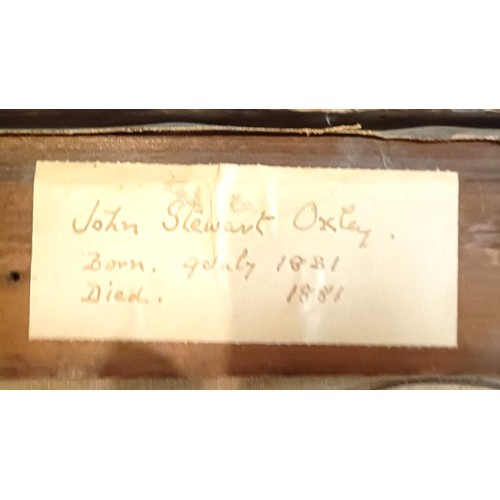 John Stewart Oxley.
Born. 9 July 1881
Died. 1881